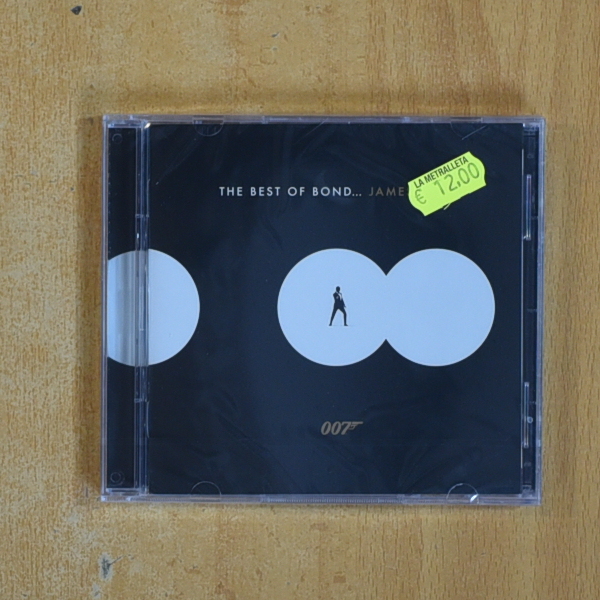 THE BEST OF BOND... JAME
LA METRALLETA
€ 12,00
007